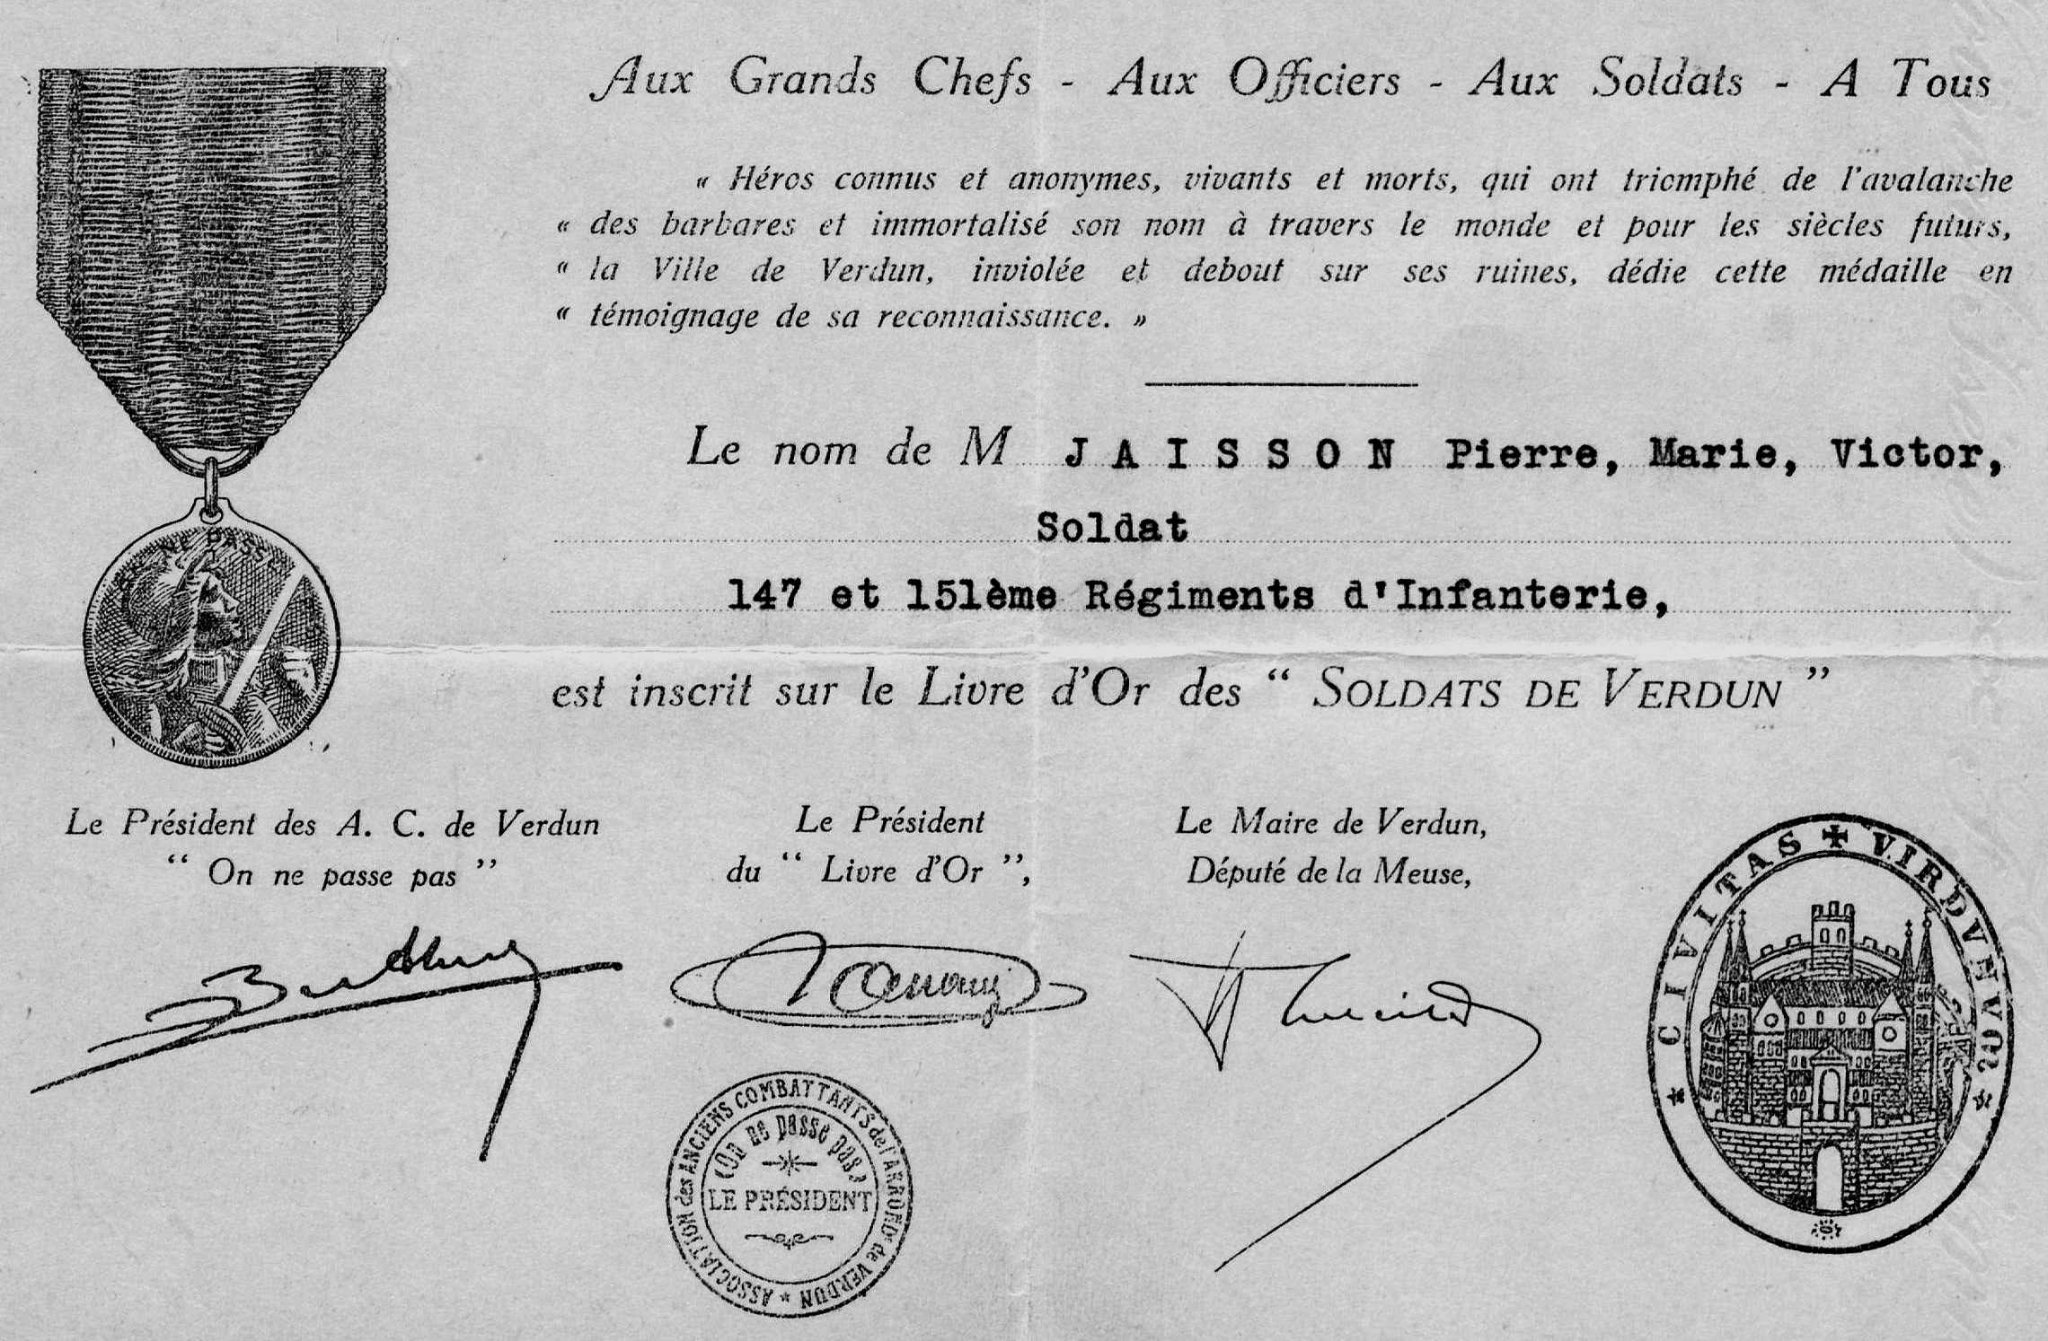 Aux Grands Chefs - Aux Officiers - Aux Soldats - A Tous
« Héros connus et anonymes, vivants et morts, qui ont triomphé de l'avalanche
« des barbares et immortalisé son nom à travers le monde et pour les siècles futurs,
« la Ville de Verdun, inviolée et debout sur ses ruines, dédie cette médaille en
« témoignage de sa reconnaissance. »
Le nom de M JAISSON Pierre, Marie, Victor,
Soldat
147 et 151ème Régiments d'Infanterie,
est inscrit sur le Livre d'Or des “ SOLDATS DE VERDUN ”
NE PASSE
Le Président des A. C. de Verdun
“ On ne passe pas ”
Le Président
du “ Livre d'Or ”,
Le Maire de Verdun,
Député de la Meuse,
CIVITAS ✚ VIRDVNVM
ASSOCIATION des ANCIENS COMBATTANTS de l'ARROND^t de VERDUN
(On ne passe pas)
LE PRÉSIDENT